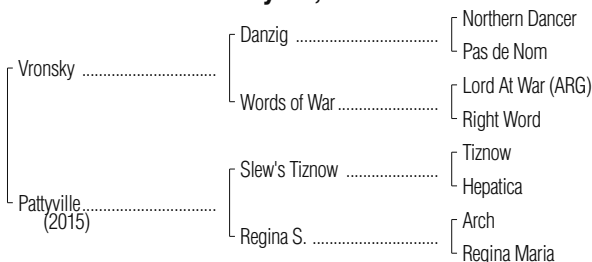 Northern Dancer
Danzig ....................................
Pas de Nom
Vronsky ..................................
Lord At War (ARG)
Words of War .........................
Right Word
Tiznow
Slew's Tiznow .......................
Hepatica
Pattyville..................................
(2015)
Arch
Regina S. ...............................
Regina Maria